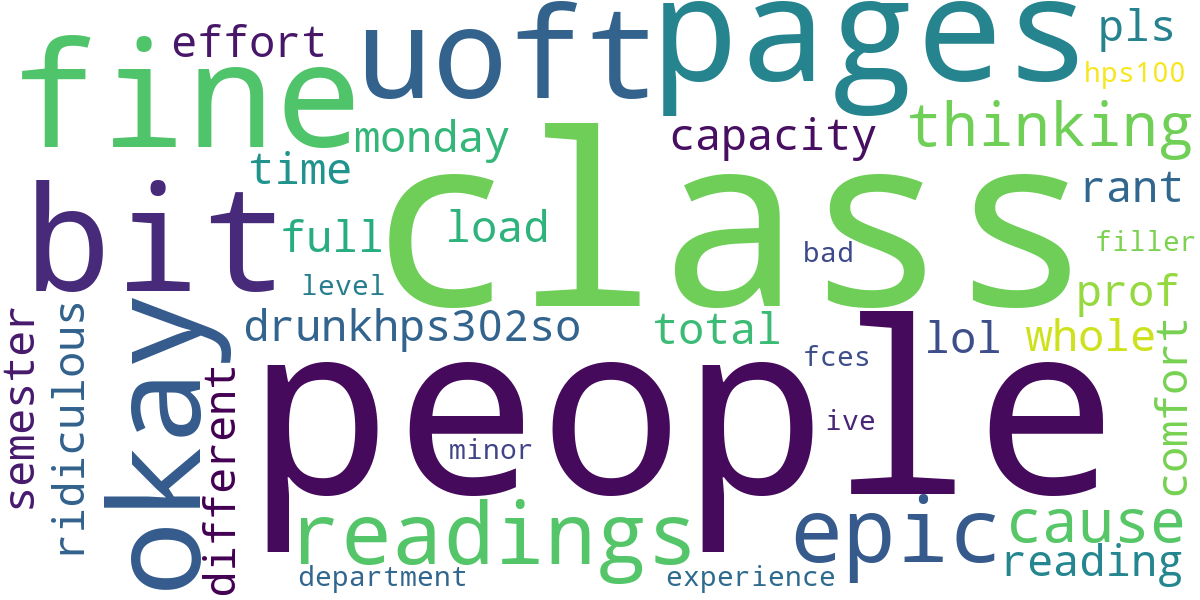 effort
fine
uoft
pages
pls
hps100
monday
capacity
thinking
time
bit
class
rant
full
load
bad
filler
level
prof
drunkhps302so
total
lol
whole
semester
ridiculous
okay
different
people
fces
comfort
minor
ive
readings
epic
cause
reading
department
experience